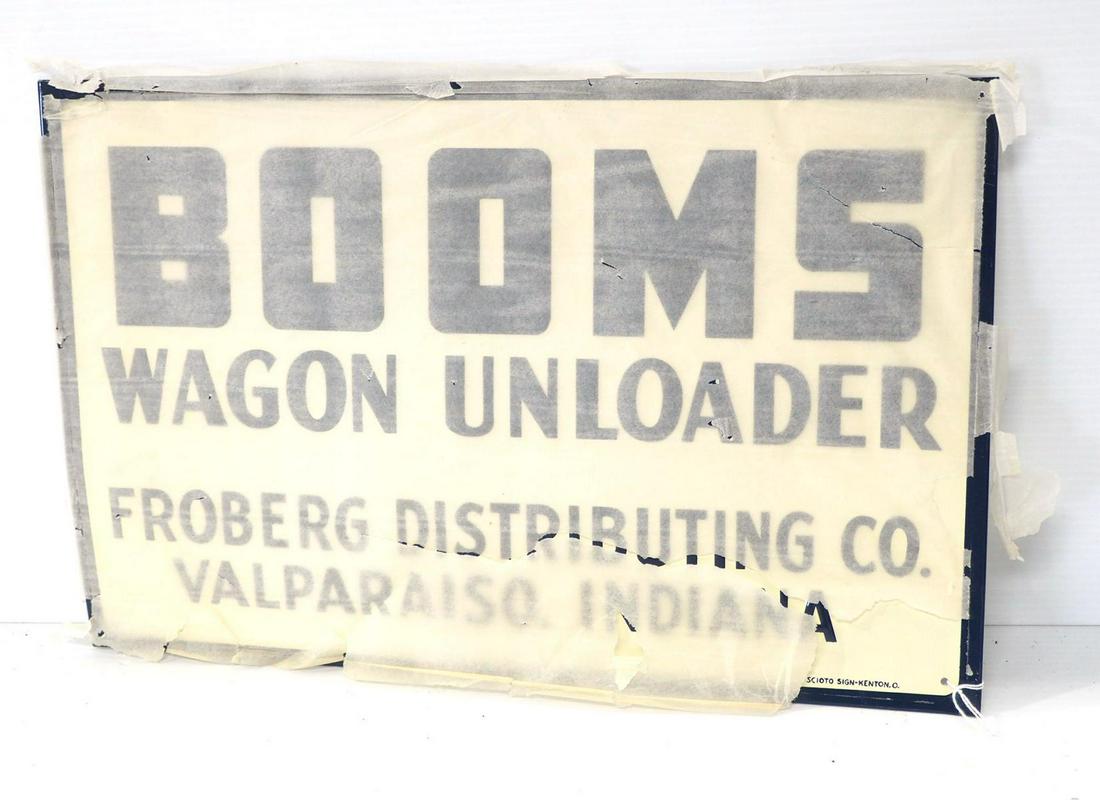 BOOMS
WAGON UNLOADER
FROBERG DISTRIBUTING CO.
VALPARAISO, INDIANA
SCIOTO SIGN-KENTON, O.